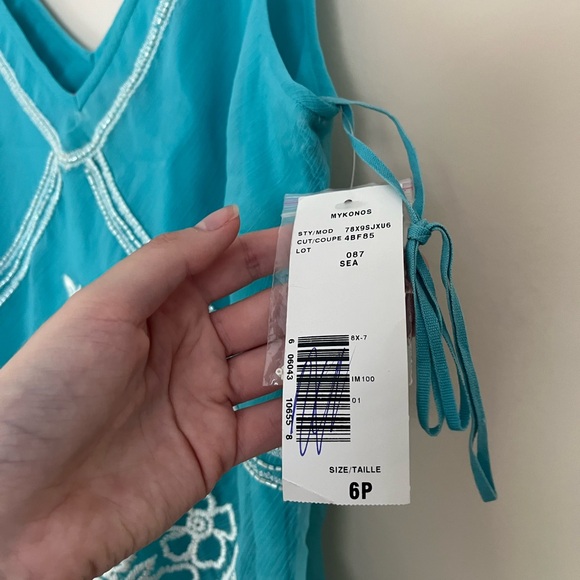 MYKONOS
STY/MOD 78X9SJXU6
CUT/COUPE 4BF85
LOT 087
SEA
8X-7
IM100
01
6 06043 10655 8
SIZE/TAILLE
6P